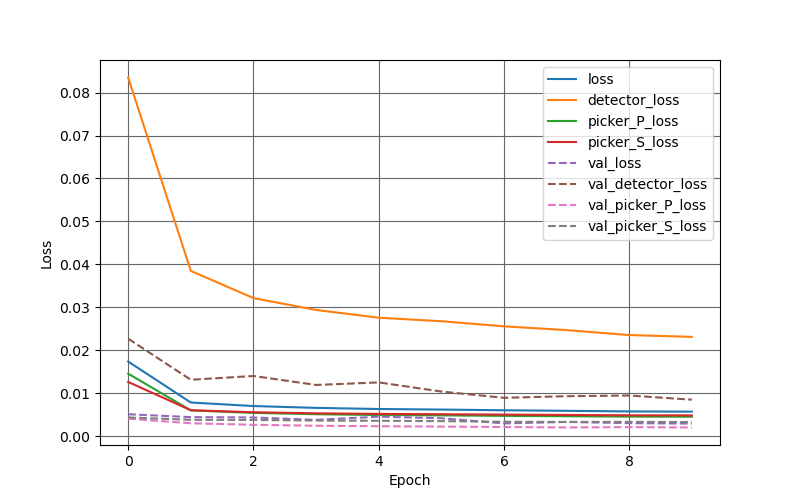 0.08
0.07
0.06
0.05
0.04
0.03
0.02
0.01
0.00
Loss
0 2 4 6 8
Epoch
loss
detector_loss
picker_P_loss
picker_S_loss
val_loss
val_detector_loss
val_picker_P_loss
val_picker_S_loss